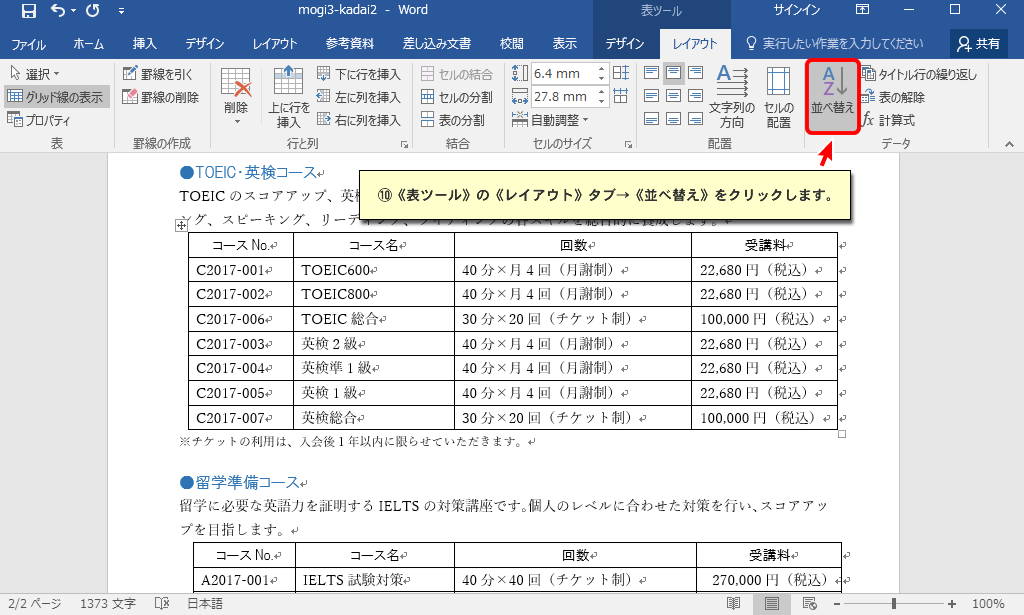 mogi3-kadai2 - Word
表ツール
サインイン
ファイル ホーム 挿入 デザイン レイアウト 参考資料 差し込み文書 校閲 表示 デザイン レイアウト 実行したい作業を入力してください 共有
選択
グリッド線の表示
プロパティ
表
罫線を引く
罫線の削除
罫線の作成
削除
上に行を
挿入
下に行を挿入
左に列を挿入
右に列を挿入
行と列
セルの結合
セルの分割
表の分割
結合
6.4 mm
27.8 mm
自動調整
セルのサイズ
文字列の
方向
セルの
配置
配置
並べ替え
タイトル行の繰り返し
表の解除
計算式
データ
●TOEIC・英検コース
TOEIC のスコアアップ、英検
⑩《表ツール》の《レイアウト》タブ→《並べ替え》をクリックします。
コース No. コース名 回数 受講料
C2017-001 TOEIC600 40 分×月 4 回（月謝制） 22,680 円（税込）
C2017-002 TOEIC800 40 分×月 4 回（月謝制） 22,680 円（税込）
C2017-006 TOEIC 総合 30 分×20 回（チケット制） 100,000 円（税込）
C2017-003 英検 2 級 40 分×月 4 回（月謝制） 22,680 円（税込）
C2017-004 英検準 1 級 40 分×月 4 回（月謝制） 22,680 円（税込）
C2017-005 英検 1 級 40 分×月 4 回（月謝制） 22,680 円（税込）
C2017-007 英検総合 30 分×20 回（チケット制） 100,000 円（税込）
※チケットの利用は、入会後 1 年以内に限らせていただきます。
●留学準備コース
留学に必要な英語力を証明する IELTS の対策講座です。個人のレベルに合わせた対策を行い、スコアアッ
プを目指します。
コース No. コース名 回数 受講料
A2017-001 IELTS 試験対策 40 分×40 回（チケット制） 270,000 円（税込）
2/2 ページ 1373 文字 日本語 100%